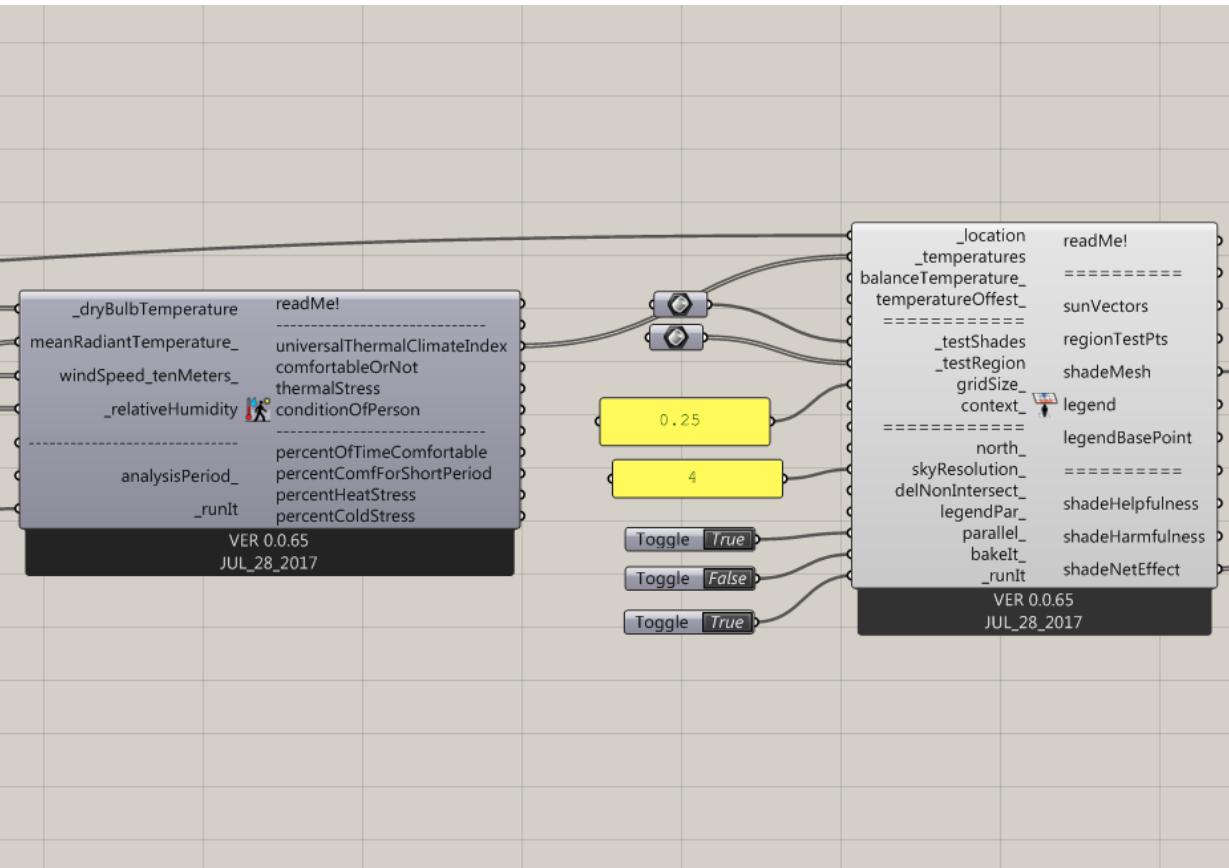 _dryBulbTemperature
meanRadiantTemperature_
windSpeed_tenMeters_
_relativeHumidity
------------------------------
analysisPeriod_
_runIt
readMe!
------------------------------
universalThermalClimateIndex
comfortableOrNot
thermalStress
conditionOfPerson
------------------------------
percentOfTimeComfortable
percentComfForShortPeriod
percentHeatStress
percentColdStress
VER 0.0.65
JUL_28_2017
0.25
4
Toggle True
Toggle False
Toggle True
_location
_temperatures
balanceTemperature_
temperatureOffest_
============
_testShades
_testRegion
gridSize_
context_
============
north_
skyResolution_
delNonIntersect_
legendPar_
parallel_
bakeIt_
_runIt
readMe!
==========
sunVectors
regionTestPts
shadeMesh
legend
legendBasePoint
==========
shadeHelpfulness
shadeHarmfulness
shadeNetEffect
VER 0.0.65
JUL_28_2017